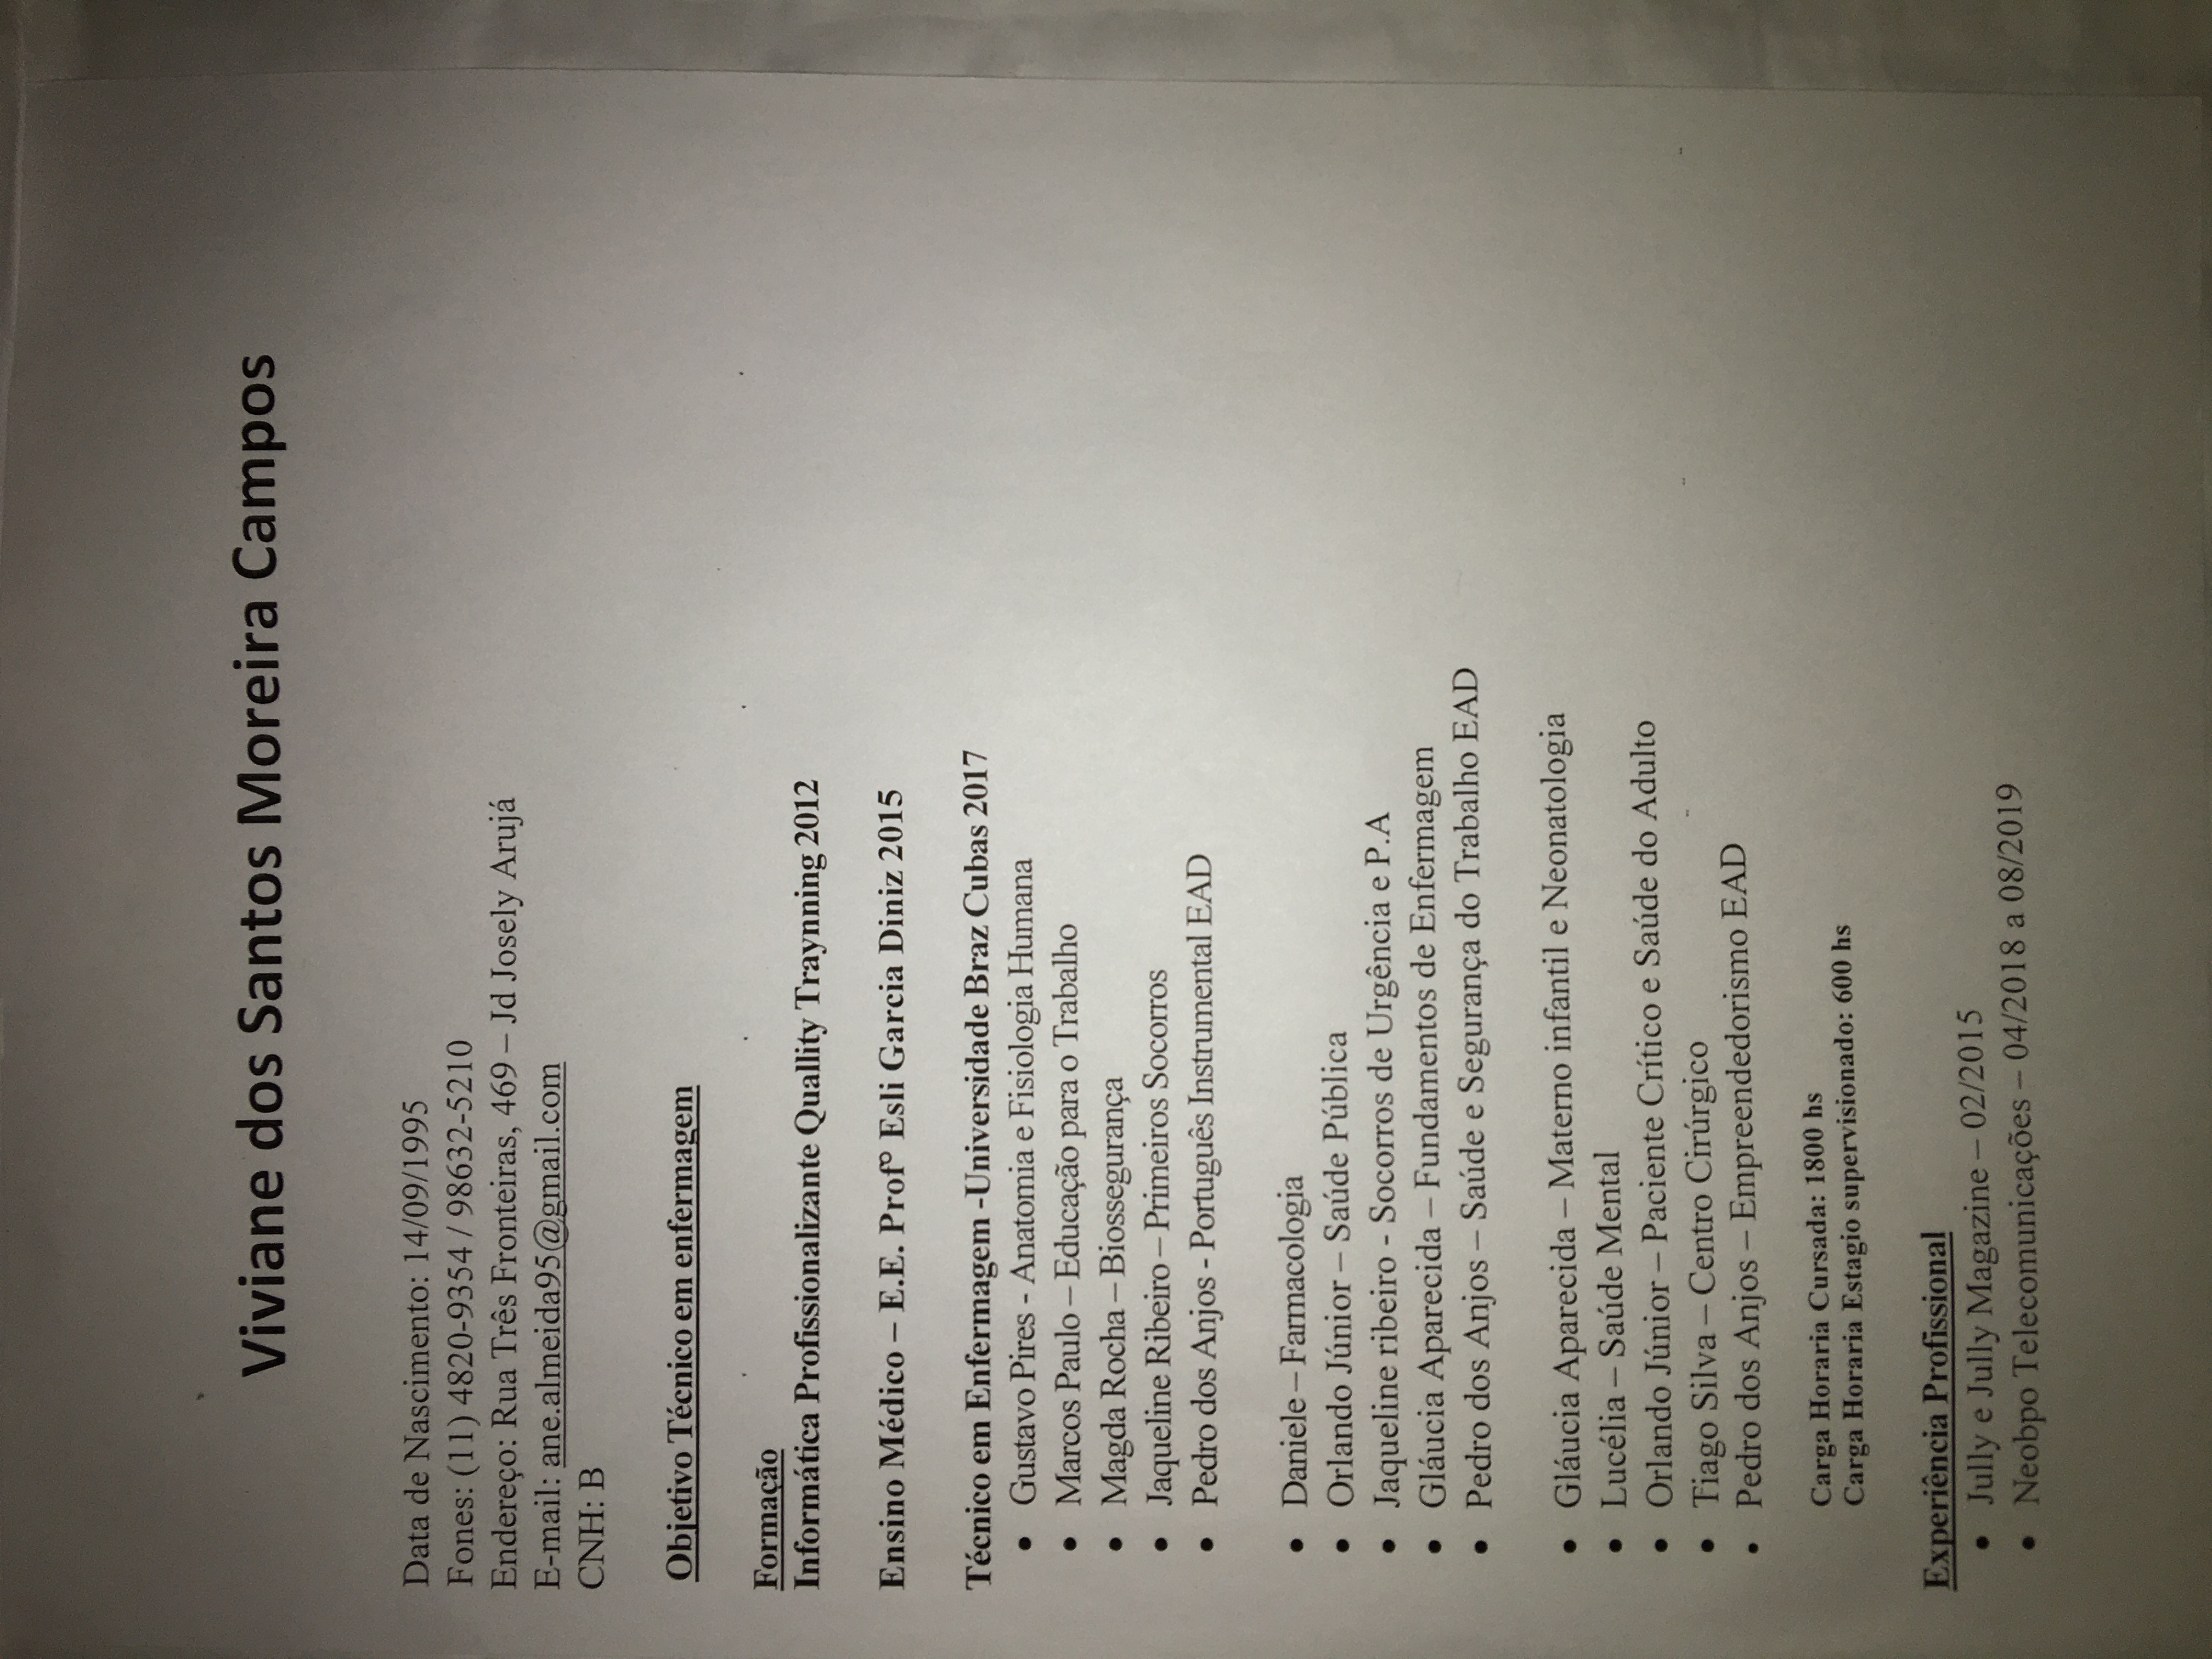 Viviane dos Santos Moreira Campos
Data de Nascimento: 14/09/1995
Fones: (11) 4820-9354 / 98632-5210
Endereço: Rua Três Fronteiras, 469 – Jd Josely Arujá
E-mail: ane.almeida95@gmail.com
CNH: B
Objetivo Técnico em enfermagem
Formação
Informática Profissionalizante Quallity Traynning 2012
Ensino Médico – E.E. Profº Esli Garcia Diniz 2015
Técnico em Enfermagem -Universidade Braz Cubas 2017
• Gustavo Pires - Anatomia e Fisiologia Humana
• Marcos Paulo – Educação para o Trabalho
• Magda Rocha – Biossegurança
• Jaqueline Ribeiro – Primeiros Socorros
• Pedro dos Anjos - Português Instrumental EAD
• Daniele – Farmacologia
• Orlando Júnior – Saúde Pública
• Jaqueline ribeiro - Socorros de Urgência e P.A
• Gláucia Aparecida – Fundamentos de Enfermagem
• Pedro dos Anjos – Saúde e Segurança do Trabalho EAD
• Gláucia Aparecida – Materno infantil e Neonatologia
• Lucélia – Saúde Mental
• Orlando Júnior – Paciente Crítico e Saúde do Adulto
• Tiago Silva – Centro Cirúrgico
• Pedro dos Anjos – Empreendedorismo EAD
Carga Horaria Cursada: 1800 hs
Carga Horaria Estagio supervisionado: 600 hs
Experiência Profissional
• Jully e Jully Magazine – 02/2015
• Neobpo Telecomunicações – 04/2018 a 08/2019